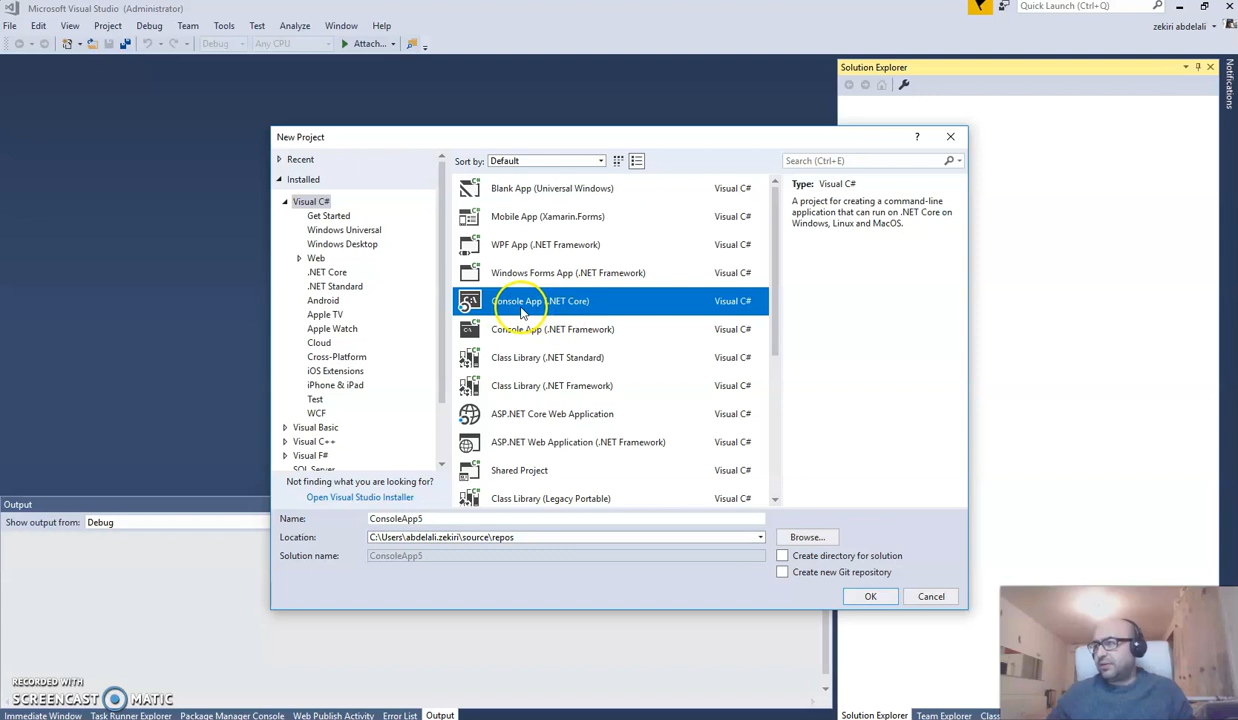 Microsoft Visual Studio (Administrator)
Quick Launch (Ctrl+Q)
File Edit View Project Debug Team Tools Test Analyze Window Help
zekiri abdelali
Debug Any CPU Attach...
Solution Explorer
Notifications
New Project
Recent
Installed
Sort by: Default
Search (Ctrl+E)
Visual C#
Get Started
Windows Universal
Windows Desktop
Web
.NET Core
.NET Standard
Android
Apple TV
Apple Watch
Cloud
Cross-Platform
iOS Extensions
iPhone & iPad
Test
WCF
Visual Basic
Visual C++
Visual F#
SQL Server
Not finding what you are looking for?
Open Visual Studio Installer
Blank App (Universal Windows) Visual C#
Mobile App (Xamarin.Forms) Visual C#
WPF App (.NET Framework) Visual C#
Windows Forms App (.NET Framework) Visual C#
Console App (.NET Core) Visual C#
Console App (.NET Framework) Visual C#
Class Library (.NET Standard) Visual C#
Class Library (.NET Framework) Visual C#
ASP.NET Core Web Application Visual C#
ASP.NET Web Application (.NET Framework) Visual C#
Shared Project Visual C#
Class Library (Legacy Portable) Visual C#
Type: Visual C#
A project for creating a command-line
application that can run on .NET Core on
Windows, Linux and MacOS.
Name: ConsoleApp5
Location: C:\Users\abdelali.zekiri\source\repos
Browse...
Solution name: ConsoleApp5
Create directory for solution
Create new Git repository
OK Cancel
Output
Show output from: Debug
RECORDED WITH
SCREENCAST MATIC
Immediate Window Task Runner Explorer Package Manager Console Web Publish Activity Error List Output
Solution Explorer Team Explorer Class